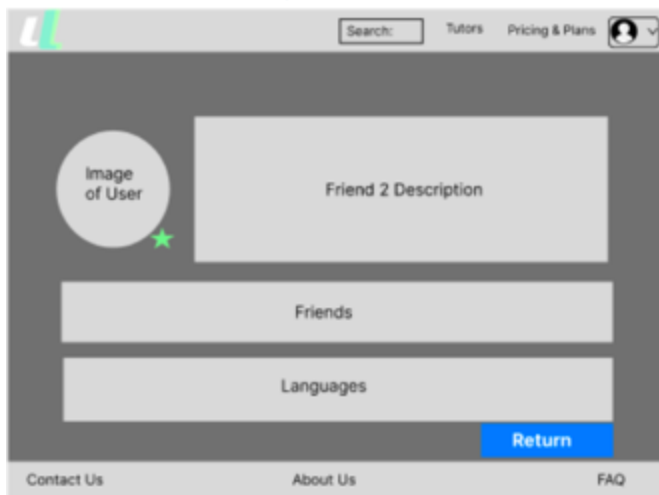 Search:
Tutors
Pricing & Plans
Image
of User
Friend 2 Description
Friends
Languages
Return
Contact Us
About Us
FAQ